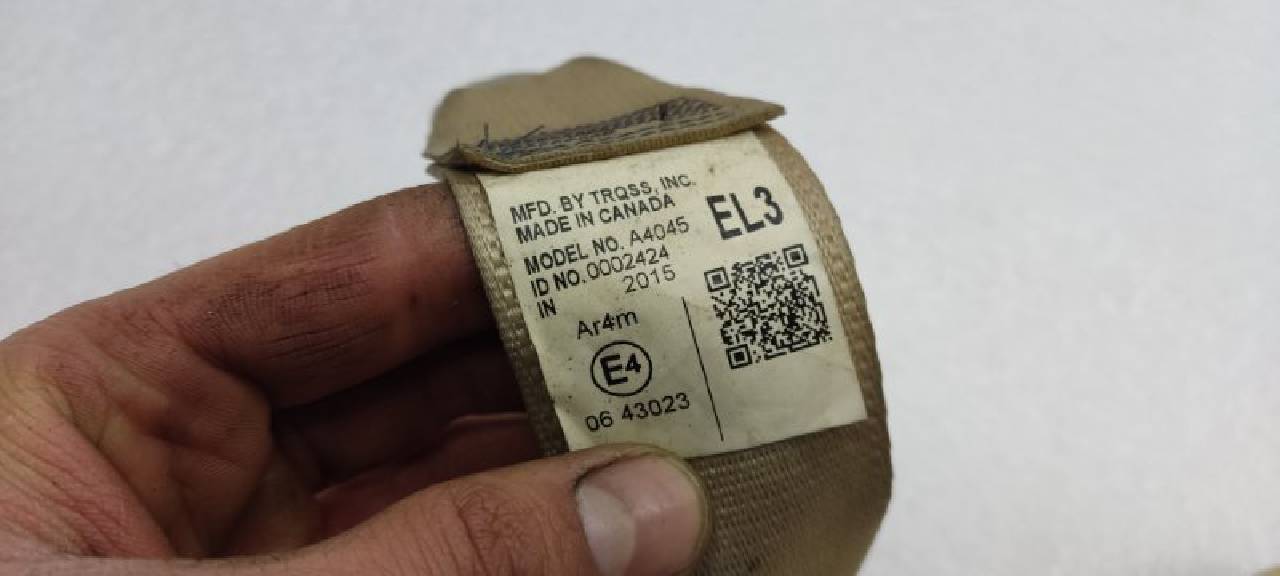 MFD. BY TRQSS, INC.
MADE IN CANADA
EL3
MODEL NO. A4045
ID NO. 0002424
IN 2015
Ar4m
E4
06 43023